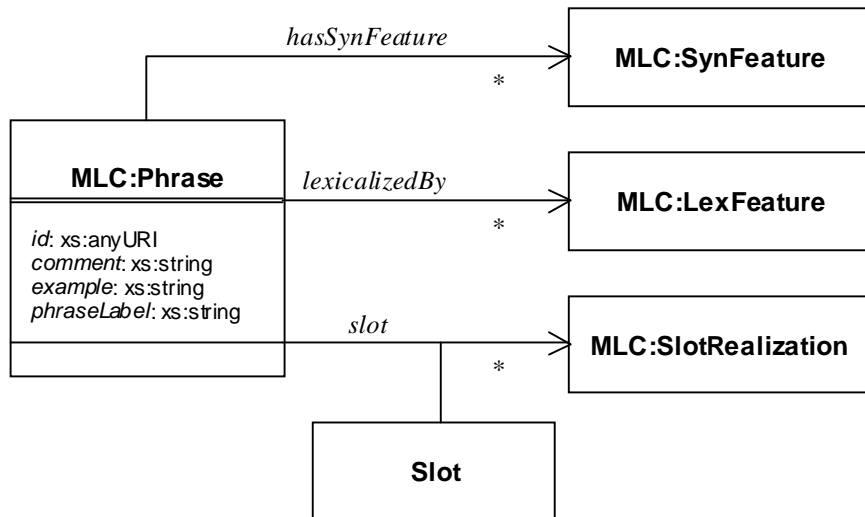 hasSynFeature
*
MLC:SynFeature
MLC:Phrase
id: xs:anyURI
comment: xs:string
example: xs:string
phraseLabel: xs:string
lexicalizedBy
*
MLC:LexFeature
slot
*
MLC:SlotRealization
Slot